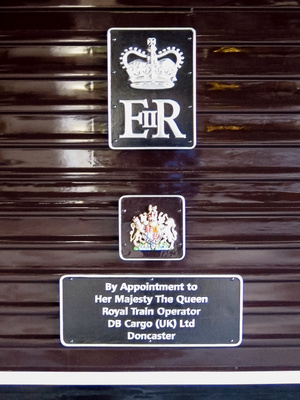 EIIR
By Appointment to
Her Majesty The Queen
Royal Train Operator
DB Cargo (UK) Ltd
Doncaster